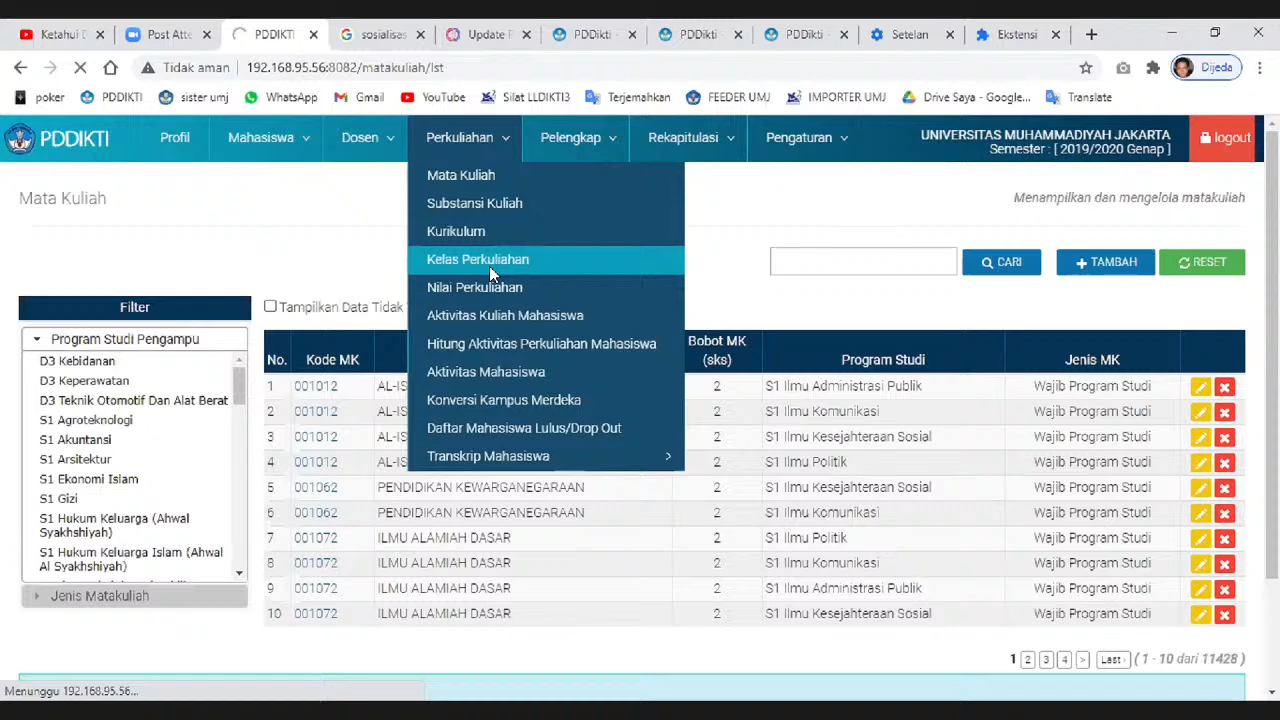 Ketahui D
Post Atte
PDDIKTI
sosialisas
Update P
PDDikti -
PDDikti
PDDikti
Setelan
Ekstensi
Tidak aman
192.168.95.56:8082/matakuliah/lst
Dijeda
poker
PDDIKTI
sister umj
WhatsApp
Gmail
YouTube
Silat LLDIKTI3
Terjemahkan
FEEDER UMJ
IMPORTER UMJ
Drive Saya - Google...
Translate
PDDIKTI
Profil
Mahasiswa
Dosen
Perkuliahan
Pelengkap
Rekapitulasi
Pengaturan
UNIVERSITAS MUHAMMADIYAH JAKARTA
Semester : [ 2019/2020 Genap ]
logout
Mata Kuliah
Menampilkan dan mengelola matakuliah
Mata Kuliah
Substansi Kuliah
Kurikulum
Kelas Perkuliahan
Nilai Perkuliahan
Aktivitas Kuliah Mahasiswa
Hitung Aktivitas Perkuliahan Mahasiswa
Aktivitas Mahasiswa
Konversi Kampus Merdeka
Daftar Mahasiswa Lulus/Drop Out
Transkrip Mahasiswa
CARI
+ TAMBAH
RESET
Filter
Tampilkan Data Tidak
Program Studi Pengampu
D3 Kebidanan
D3 Keperawatan
D3 Teknik Otomotif Dan Alat Berat
S1 Agroteknologi
S1 Akuntansi
S1 Arsitektur
S1 Ekonomi Islam
S1 Gizi
S1 Hukum Keluarga (Ahwal
Syakhshiyah)
S1 Hukum Keluarga Islam (Ahwal
Al Syakhshiyah)
Jenis Matakuliah
No. Kode MK Bobot MK (sks) Program Studi Jenis MK
1 001012 AL-IS 2 S1 Ilmu Administrasi Publik Wajib Program Studi
2 001012 AL-IS 2 S1 Ilmu Komunikasi Wajib Program Studi
3 001012 AL-IS 2 S1 Ilmu Kesejahteraan Sosial Wajib Program Studi
4 001012 AL-IS 2 S1 Ilmu Politik Wajib Program Studi
5 001062 PENDIDIKAN KEWARGANEGARAAN 2 S1 Ilmu Kesejahteraan Sosial Wajib Program Studi
6 001062 PENDIDIKAN KEWARGANEGARAAN 2 S1 Ilmu Komunikasi Wajib Program Studi
7 001072 ILMU ALAMIAH DASAR 2 S1 Ilmu Politik Wajib Program Studi
8 001072 ILMU ALAMIAH DASAR 2 S1 Ilmu Komunikasi Wajib Program Studi
9 001072 ILMU ALAMIAH DASAR 2 S1 Ilmu Administrasi Publik Wajib Program Studi
10 001072 ILMU ALAMIAH DASAR 2 S1 Ilmu Kesejahteraan Sosial Wajib Program Studi
1 2 3 4 > Last › ( 1 - 10 dari 11428 )
Menunggu 192.168.95.56...